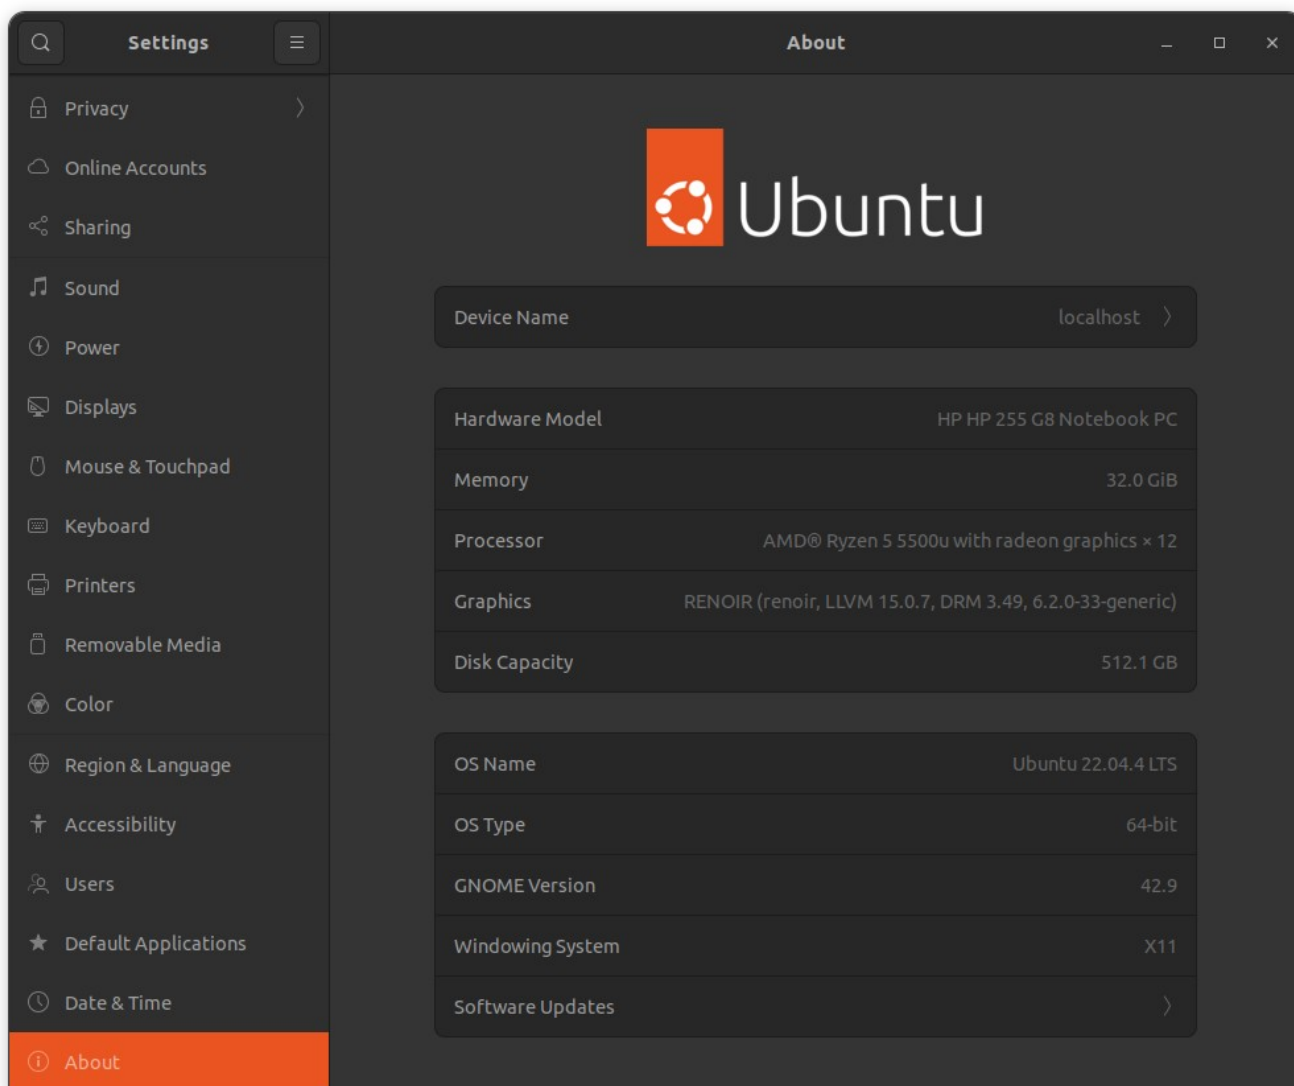 Settings
About
Privacy
Online Accounts
Sharing
Sound
Power
Displays
Mouse & Touchpad
Keyboard
Printers
Removable Media
Color
Region & Language
Accessibility
Users
Default Applications
Date & Time
About
Ubuntu
Device Name localhost
Hardware Model HP HP 255 G8 Notebook PC
Memory 32.0 GiB
Processor AMD® Ryzen 5 5500u with radeon graphics × 12
Graphics RENOIR (renoir, LLVM 15.0.7, DRM 3.49, 6.2.0-33-generic)
Disk Capacity 512.1 GB
OS Name Ubuntu 22.04.4 LTS
OS Type 64-bit
GNOME Version 42.9
Windowing System X11
Software Updates